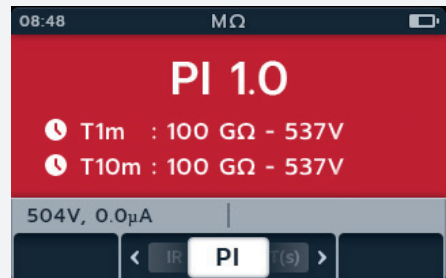 08:48 MΩ
PI 1.0
T1m : 100 GΩ - 537V
T10m : 100 GΩ - 537V
504V, 0.0µA
< IR PI T(s) >